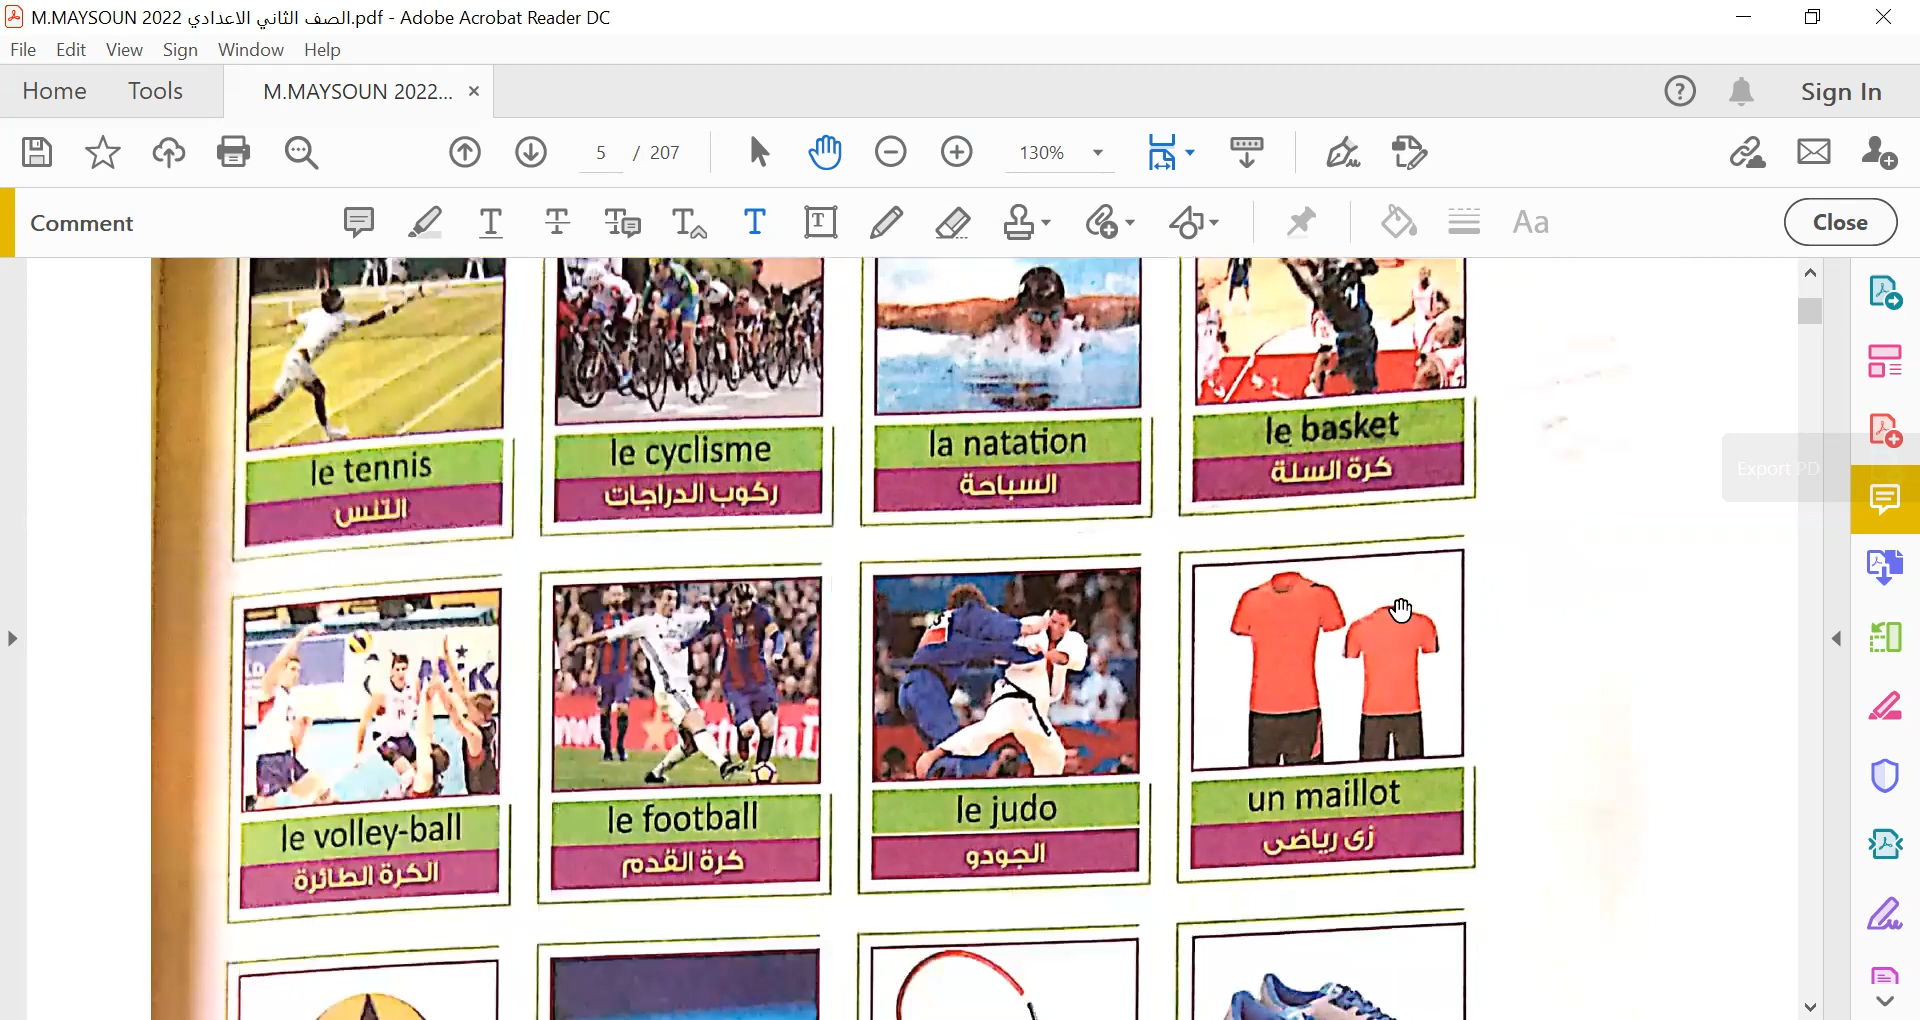 M.MAYSOUN 2022 الصف الثاني الاعدادي.pdf - Adobe Acrobat Reader DC
File Edit View Sign Window Help
Home Tools M.MAYSOUN 2022... × Sign In
5 / 207 130%
Comment Close
Export PD
le tennis
التنس
le cyclisme
ركوب الدراجات
la natation
السباحة
le basket
كرة السلة
le volley-ball
الكرة الطائرة
le football
كرة القدم
le judo
الجودو
un maillot
زى رياضى